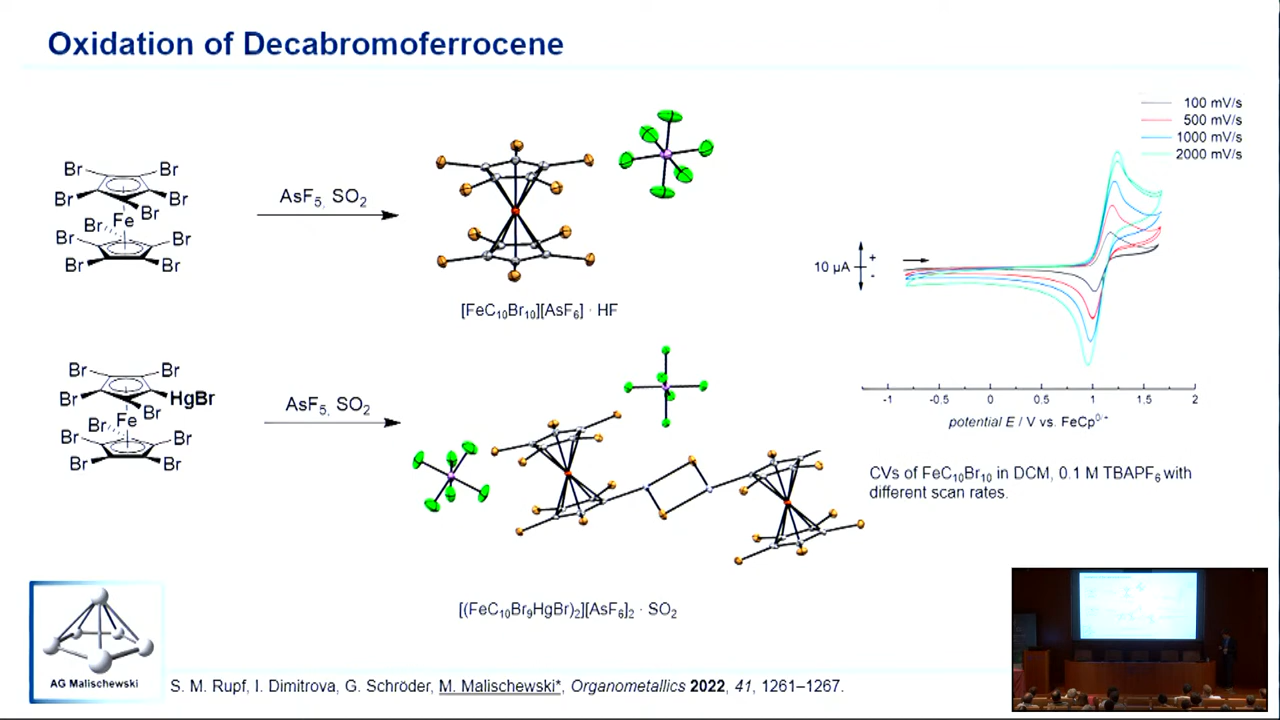 Oxidation of Decabromoferrocene
Br
Br
Br
Br
Br
Fe
Br
Br
Br
Br
Br
AsF₅, SO₂
[FeC₁₀Br₁₀][AsF₆] · HF
Br
Br
Br
HgBr
Br
Fe
Br
Br
Br
Br
Br
AsF₅, SO₂
[(FeC₁₀Br₉HgBr)₂][AsF₆]₂ · SO₂
100 mV/s
500 mV/s
1000 mV/s
2000 mV/s
10 µA
+
-
-1 -0.5 0 0.5 1 1.5 2
potential E / V vs. FeCp⁰ᐟ⁺
CVs of FeC₁₀Br₁₀ in DCM, 0.1 M TBAPF₆ with
different scan rates.
AG Malischewski
S. M. Rupf, I. Dimitrova, G. Schröder, M. Malischewski*, Organometallics 2022, 41, 1261–1267.